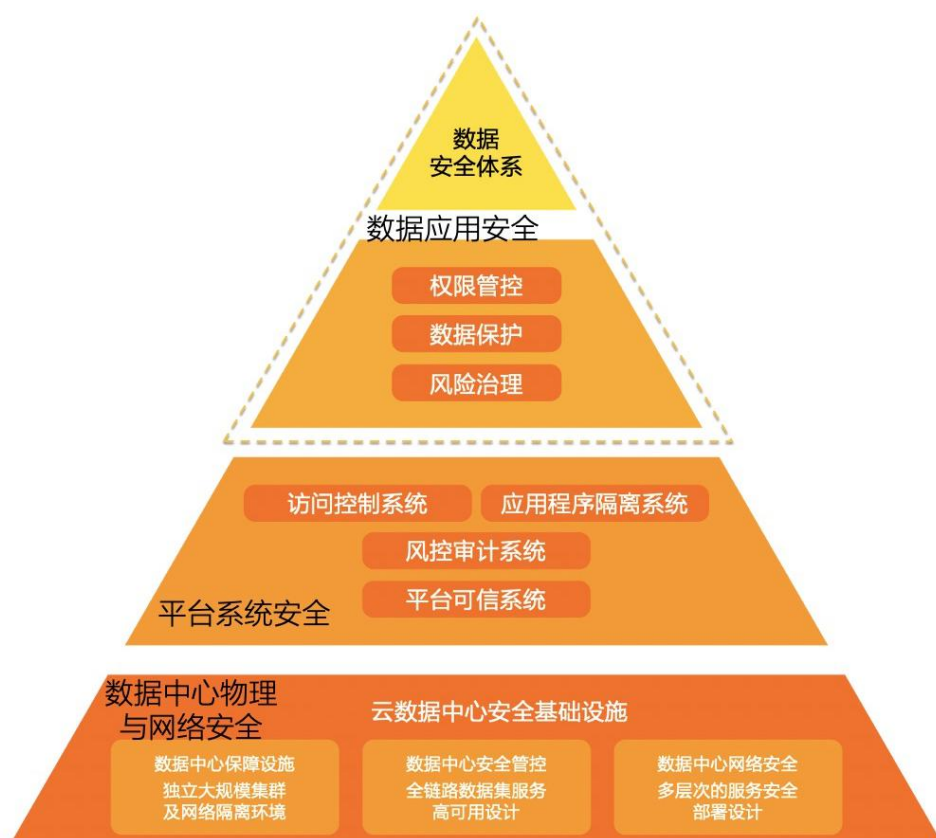 数据
安全体系
数据应用安全
权限管控
数据保护
风险治理
访问控制系统
应用程序隔离系统
风控审计系统
平台可信系统
平台系统安全
数据中心物理
与网络安全
云数据中心安全基础设施
数据中心保障设施
独立大规模集群
及网络隔离环境
数据中心安全管控
全链路数据集服务
高可用设计
数据中心网络安全
多层次的服务安全
部署设计